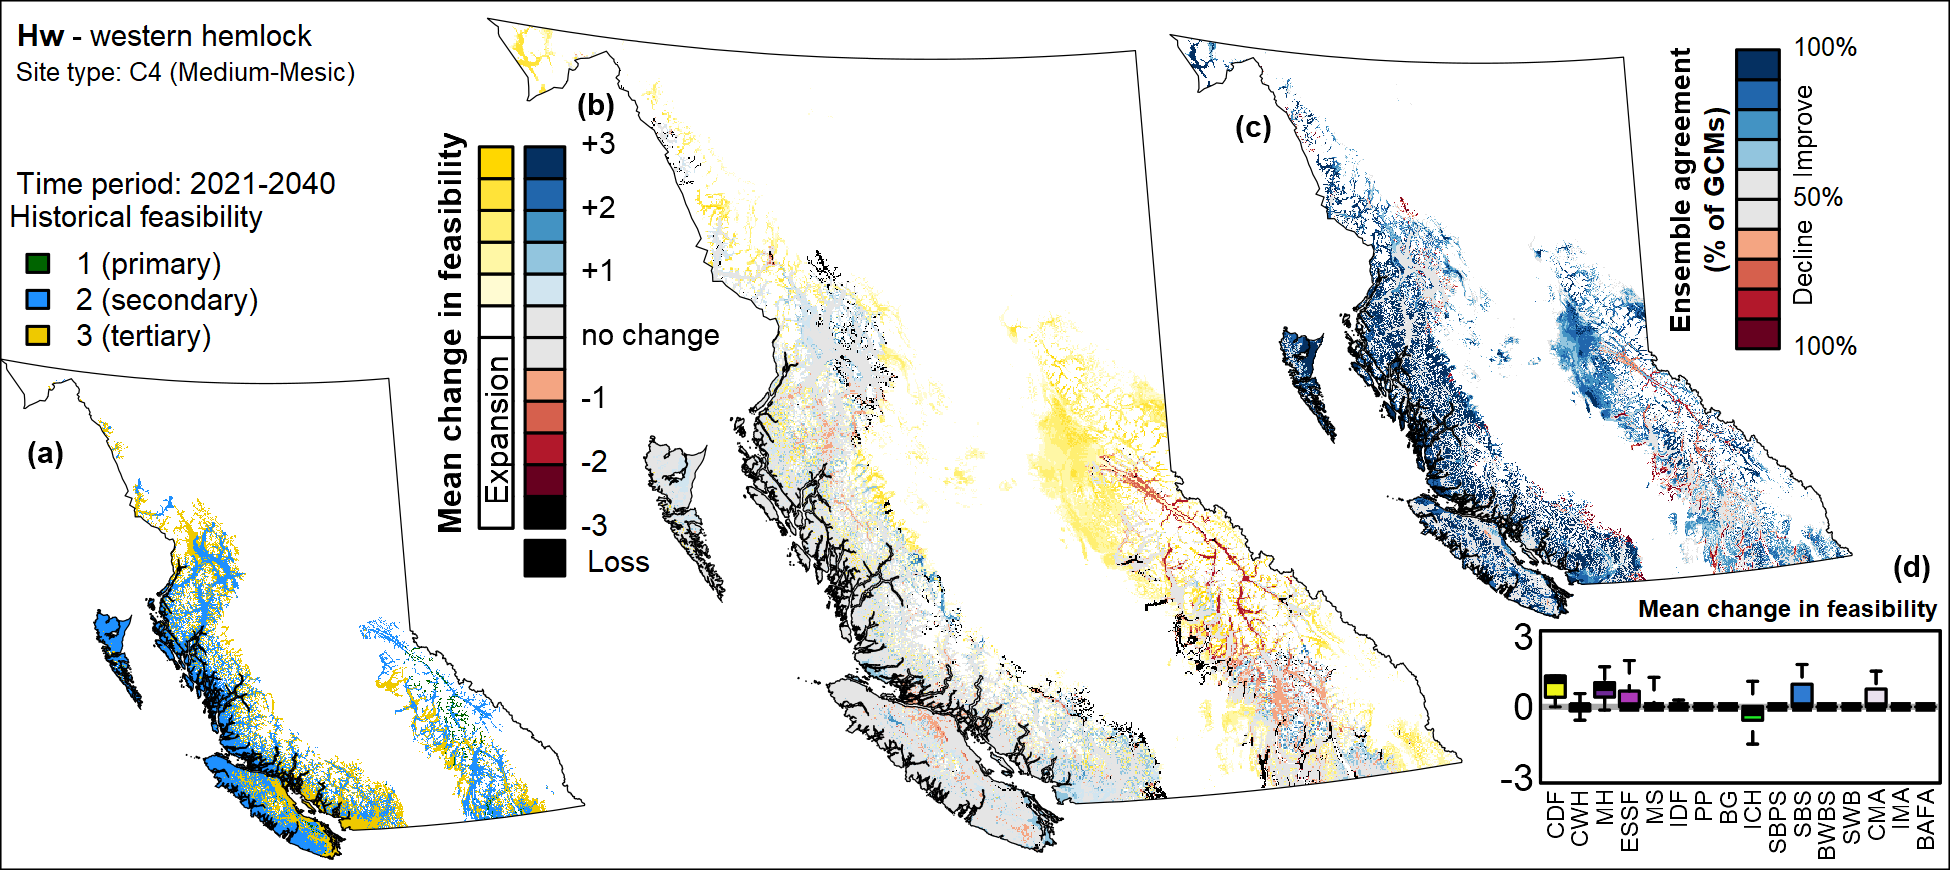 Hw - western hemlock
Site type: C4 (Medium-Mesic)
Time period: 2021-2040
Historical feasibility
1 (primary)
2 (secondary)
3 (tertiary)
(a)
(b)
Mean change in feasibility
Expansion
+3
+2
+1
no change
-1
-2
-3
Loss
(c)
Ensemble agreement
(% of GCMs)
100%
Improve
50%
Decline
100%
(d)
Mean change in feasibility
3
0
-3
CDF
CWH
MH
ESSF
MS
IDF
PP
BG
ICH
SBPS
SBS
BWBS
SWB
CMA
IMA
BAFA